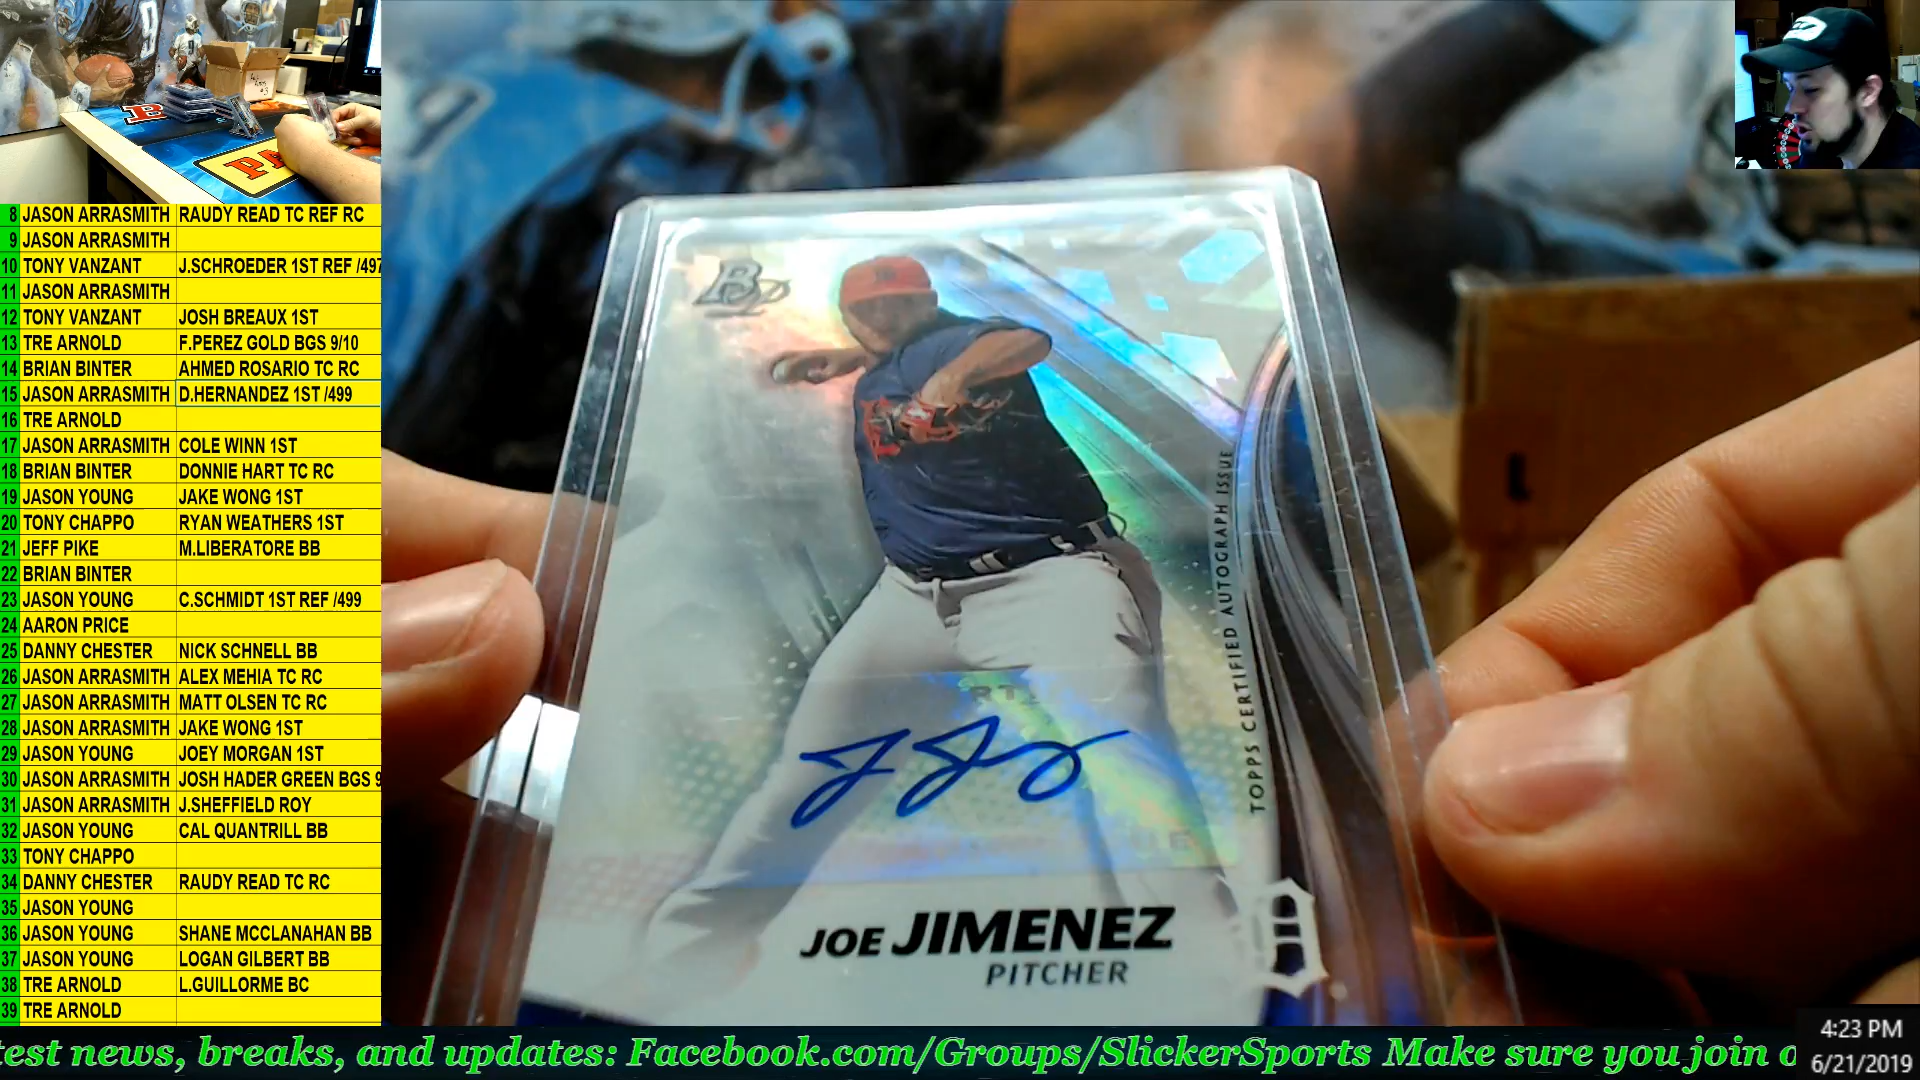 8 JASON ARRASMITH RAUDY READ TC REF RC
9 JASON ARRASMITH
10 TONY VANZANT J.SCHROEDER 1ST REF /497
11 JASON ARRASMITH
12 TONY VANZANT JOSH BREAUX 1ST
13 TRE ARNOLD F.PEREZ GOLD BGS 9/10
14 BRIAN BINTER AHMED ROSARIO TC RC
15 JASON ARRASMITH D.HERNANDEZ 1ST /499
16 TRE ARNOLD
17 JASON ARRASMITH COLE WINN 1ST
18 BRIAN BINTER DONNIE HART TC RC
19 JASON YOUNG JAKE WONG 1ST
20 TONY CHAPPO RYAN WEATHERS 1ST
21 JEFF PIKE M.LIBERATORE BB
22 BRIAN BINTER
23 JASON YOUNG C.SCHMIDT 1ST REF /499
24 AARON PRICE
25 DANNY CHESTER NICK SCHNELL BB
26 JASON ARRASMITH ALEX MEHIA TC RC
27 JASON ARRASMITH MATT OLSEN TC RC
28 JASON ARRASMITH JAKE WONG 1ST
29 JASON YOUNG JOEY MORGAN 1ST
30 JASON ARRASMITH JOSH HADER GREEN BGS 9
31 JASON ARRASMITH J.SHEFFIELD ROY
32 JASON YOUNG CAL QUANTRILL BB
33 TONY CHAPPO
34 DANNY CHESTER RAUDY READ TC RC
35 JASON YOUNG
36 JASON YOUNG SHANE MCCLANAHAN BB
37 JASON YOUNG LOGAN GILBERT BB
38 TRE ARNOLD L.GUILLORME BC
39 TRE ARNOLD
TOPPS CERTIFIED AUTOGRAPH ISSUE
JOE JIMENEZ
PITCHER
test news, breaks, and updates: Facebook.com/Groups/SlickerSports Make sure you join o
4:23 PM
6/21/2019